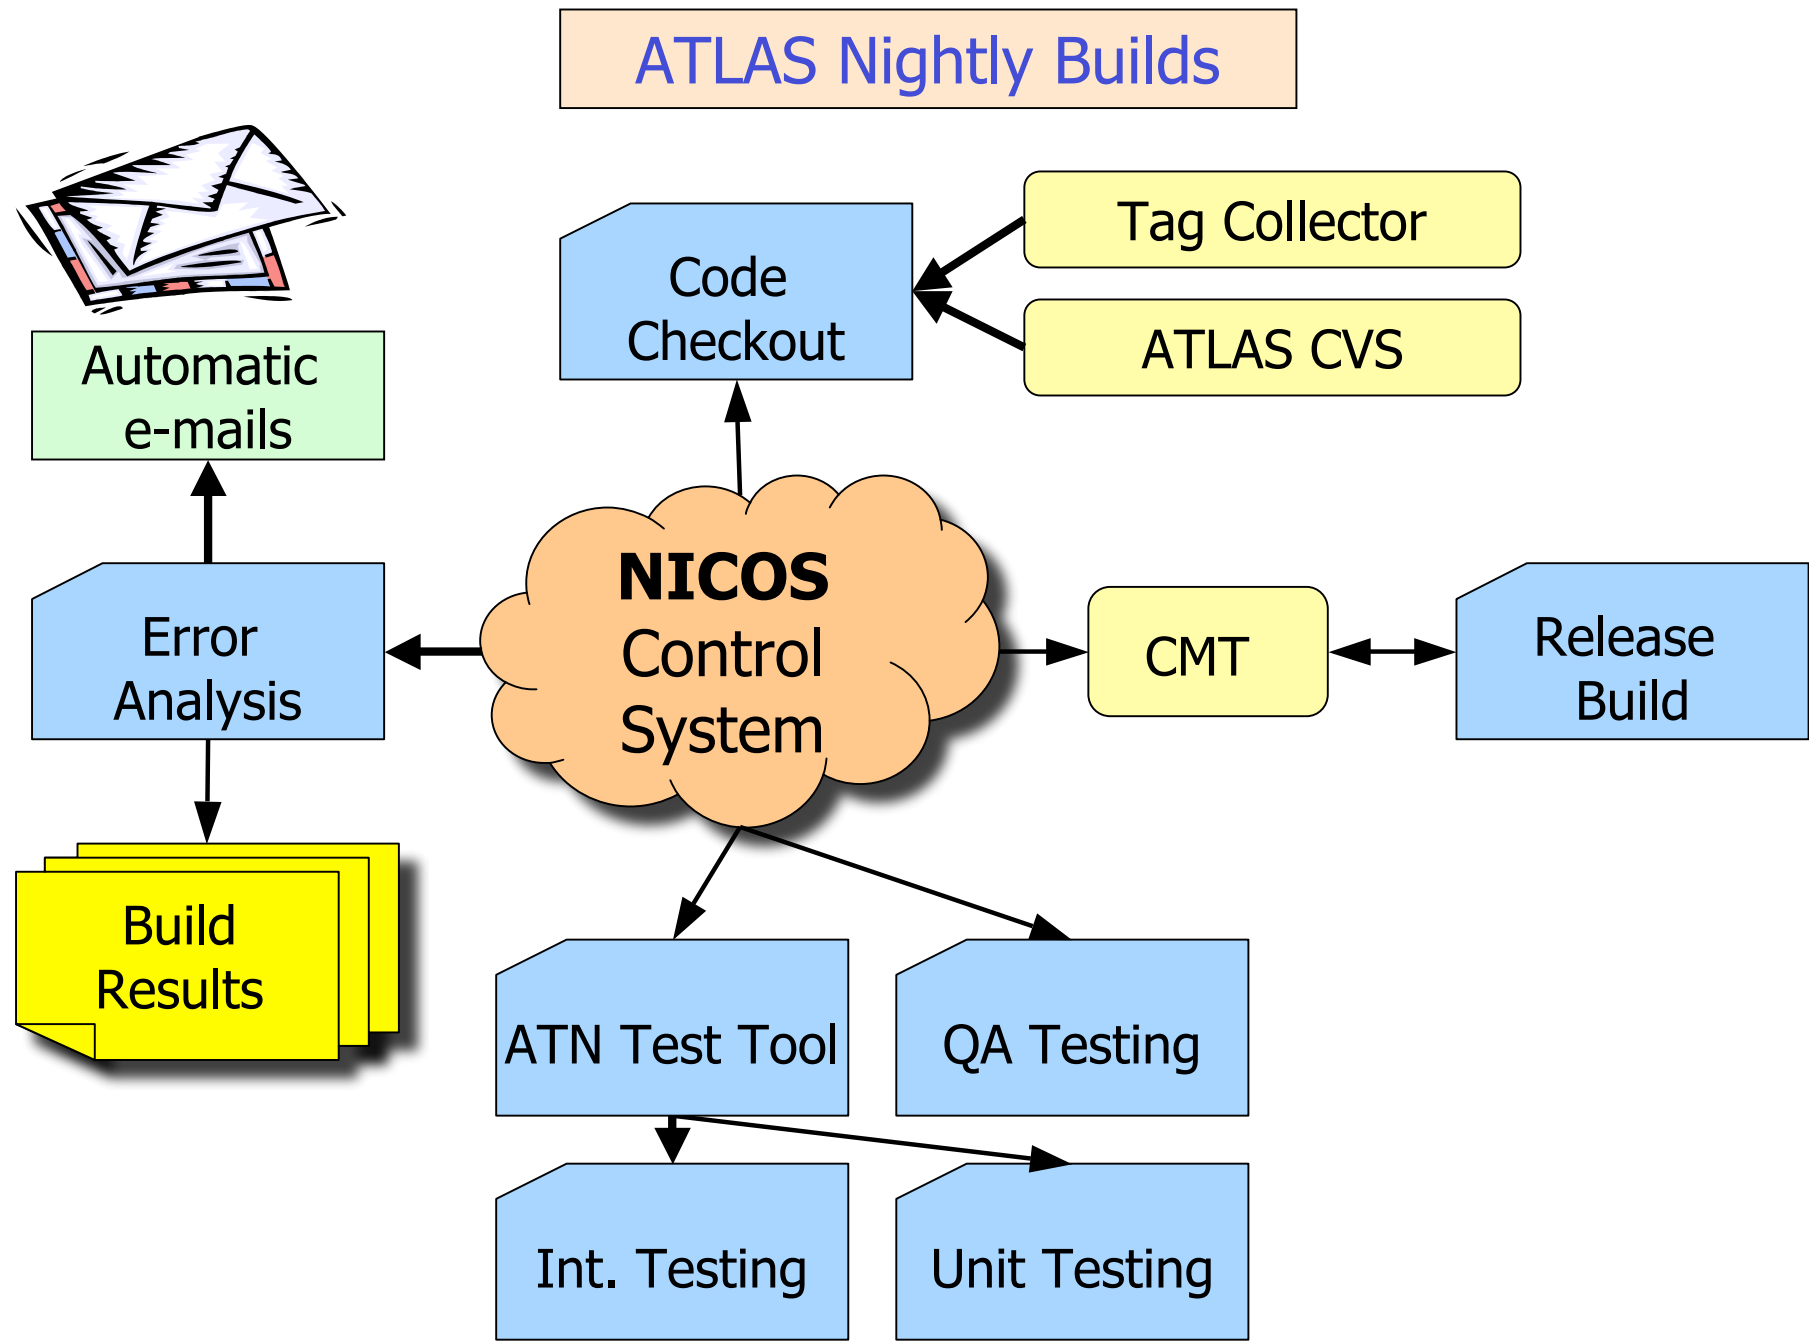 ATLAS Nightly Builds
Tag Collector
Code
Checkout
ATLAS CVS
Automatic
e-mails
NICOS
Control
System
Error
Analysis
CMT
Release
Build
Build
Results
ATN Test Tool
QA Testing
Int. Testing
Unit Testing